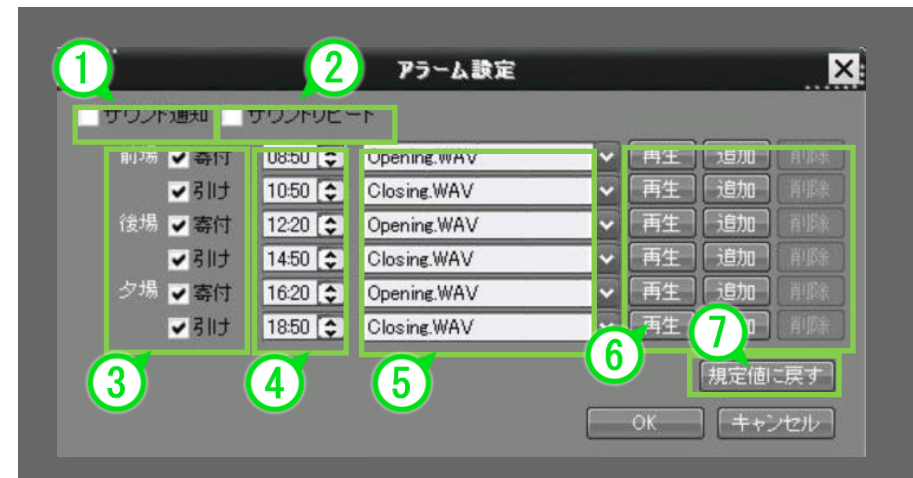 ① ②
アラーム設定
サウンド通知 サウンドリピート
前場 寄付 08:50 Opening.WAV 再生 追加 削除
引け 10:50 Closing.WAV 再生 追加 削除
後場 寄付 12:20 Opening.WAV 再生 追加 削除
引け 14:50 Closing.WAV 再生 追加 削除
夕場 寄付 16:20 Opening.WAV 再生 追加 削除
引け 18:50 Closing.WAV 再生 削除
③ ④ ⑤ ⑥ ⑦
規定値に戻す
OK キャンセル